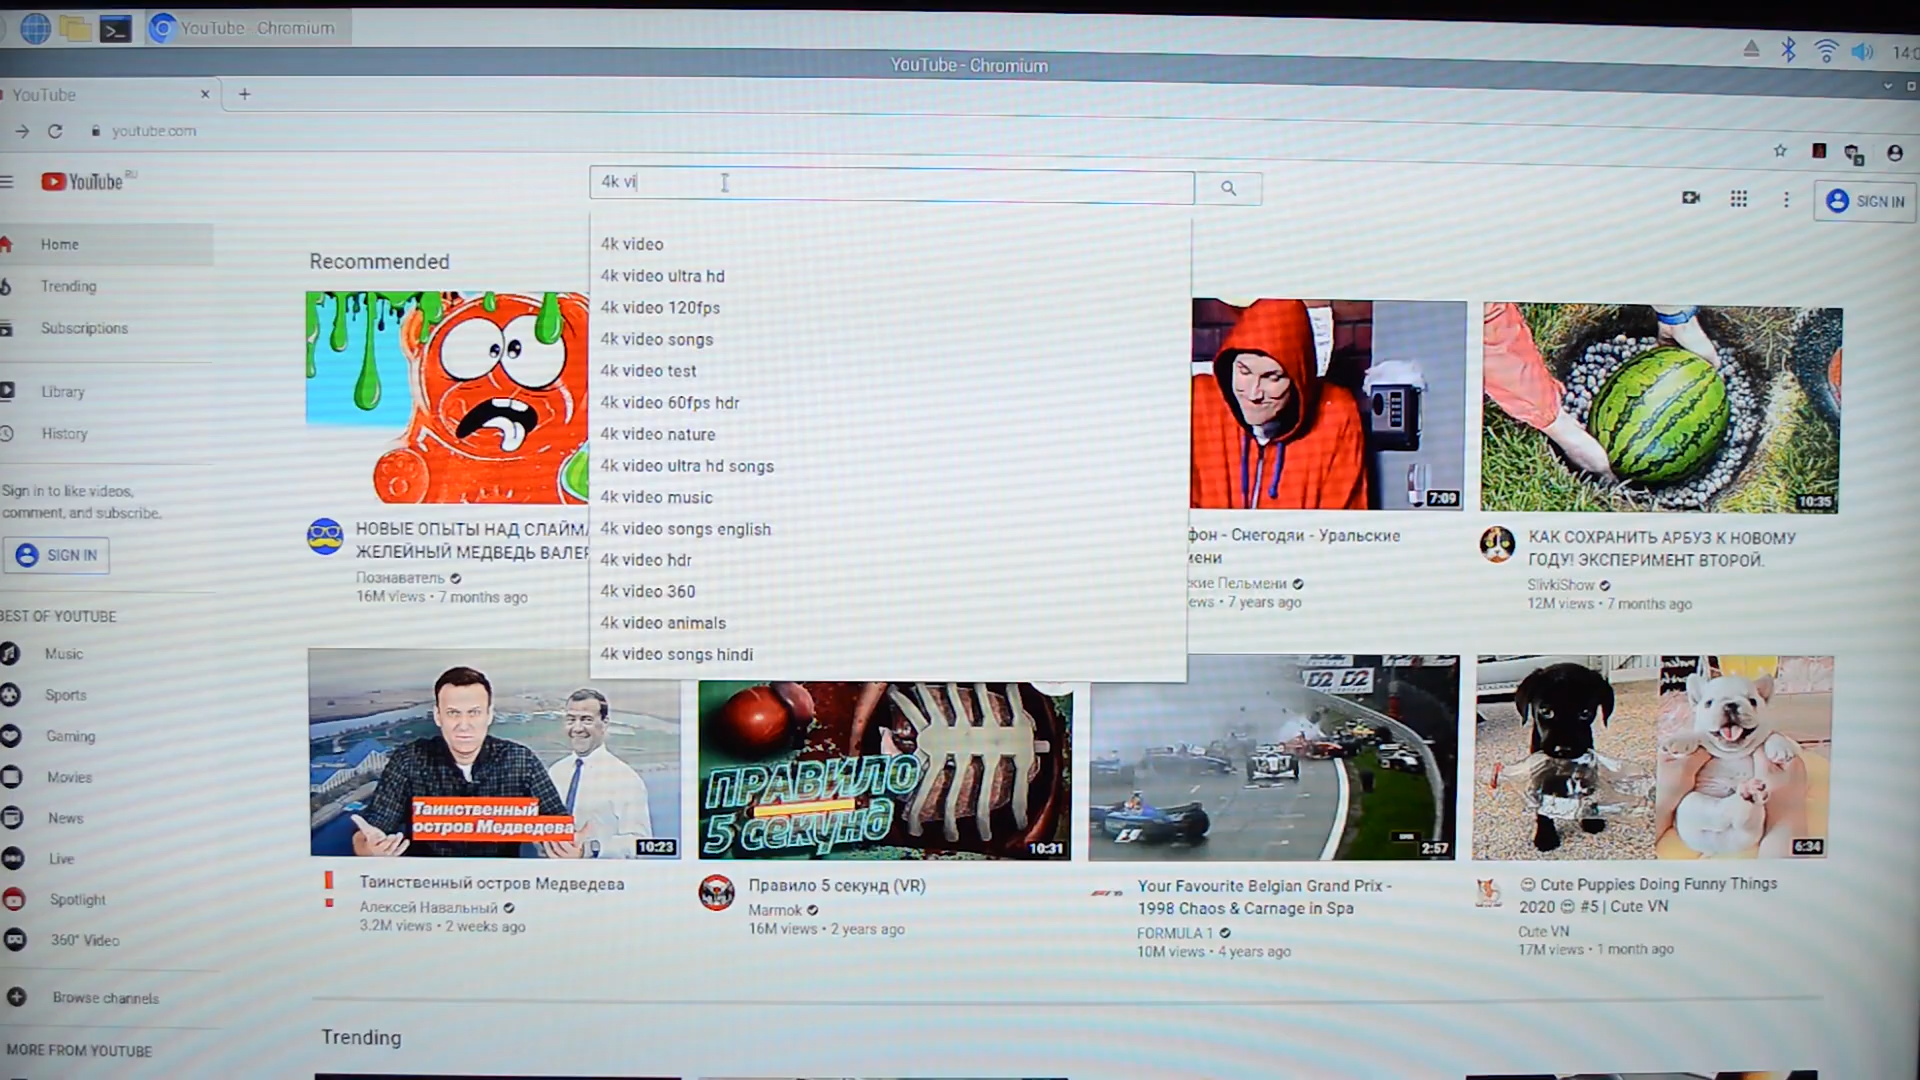 YouTube - Chromium
14:0
YouTube - Chromium
YouTube
youtube.com
YouTube RU
4k vi
SIGN IN
Home
Trending
Subscriptions
Library
History
Sign in to like videos,
comment, and subscribe.
SIGN IN
BEST OF YOUTUBE
Music
Sports
Gaming
Movies
News
Live
Spotlight
360° Video
Browse channels
MORE FROM YOUTUBE
4k video
4k video ultra hd
4k video 120fps
4k video songs
4k video test
4k video 60fps hdr
4k video nature
4k video ultra hd songs
4k video music
4k video songs english
4k video hdr
4k video 360
4k video animals
4k video songs hindi
Recommended
НОВЫЕ ОПЫТЫ НАД СЛАЙМА
ЖЕЛЕЙНЫЙ МЕДВЕДЬ ВАЛЕР
Познаватель
16M views • 7 months ago
7:09
фон - Снегодяи - Уральские
мени
кие Пельмени
ews • 7 years ago
10:35
КАК СОХРАНИТЬ АРБУЗ К НОВОМУ
ГОДУ! ЭКСПЕРИМЕНТ ВТОРОЙ.
SlivkiShow
12M views • 7 months ago
Таинственный
остров Медведева
10:23
Таинственный остров Медведева
Алексей Навальный
3.2M views • 2 weeks ago
ПРАВИЛО
5 секунд
10:31
Правило 5 секунд (VR)
Marmok
16M views • 2 years ago
D2 D2
2:57
Your Favourite Belgian Grand Prix -
1998 Chaos & Carnage in Spa
FORMULA 1
10M views • 4 years ago
6:34
😍 Cute Puppies Doing Funny Things
2020 😍 #5 | Cute VN
Cute VN
17M views • 1 month ago
Trending